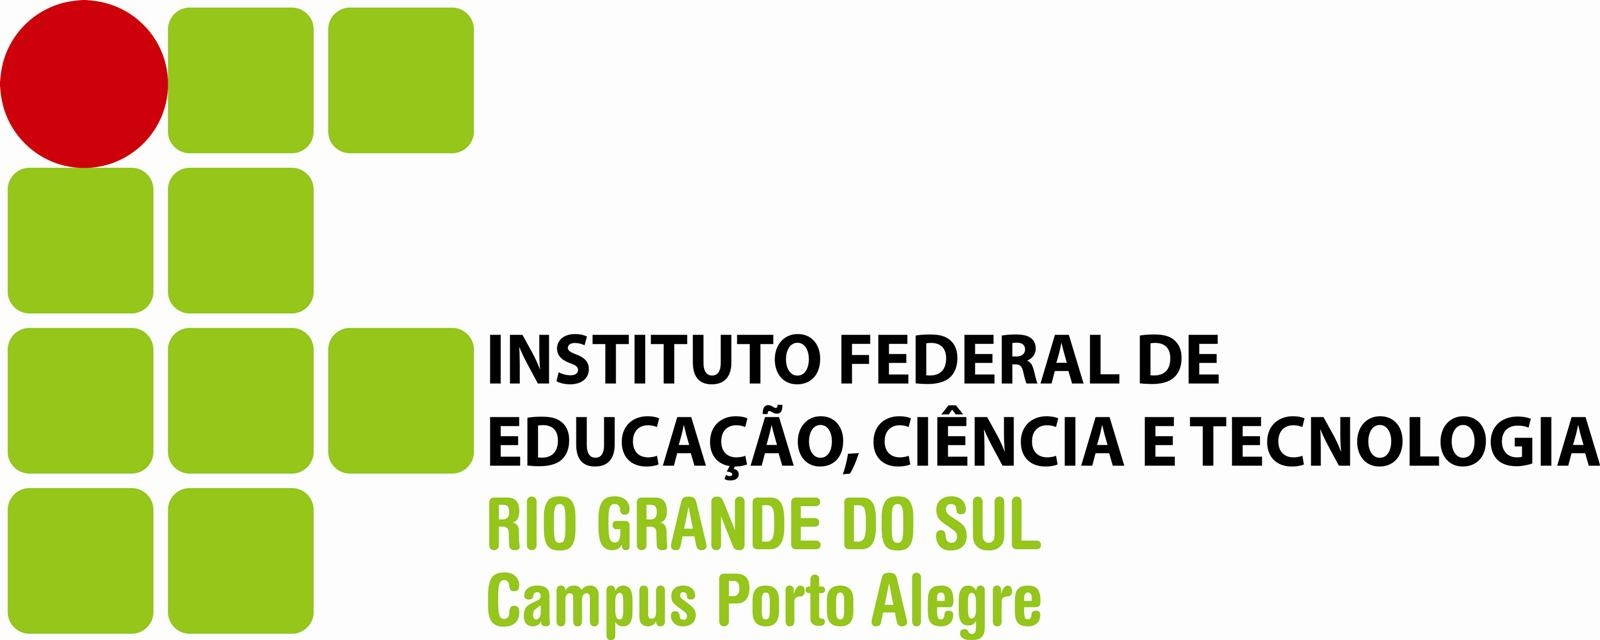 INSTITUTO FEDERAL DE
EDUCAÇÃO, CIÊNCIA E TECNOLOGIA
RIO GRANDE DO SUL
Campus Porto Alegre